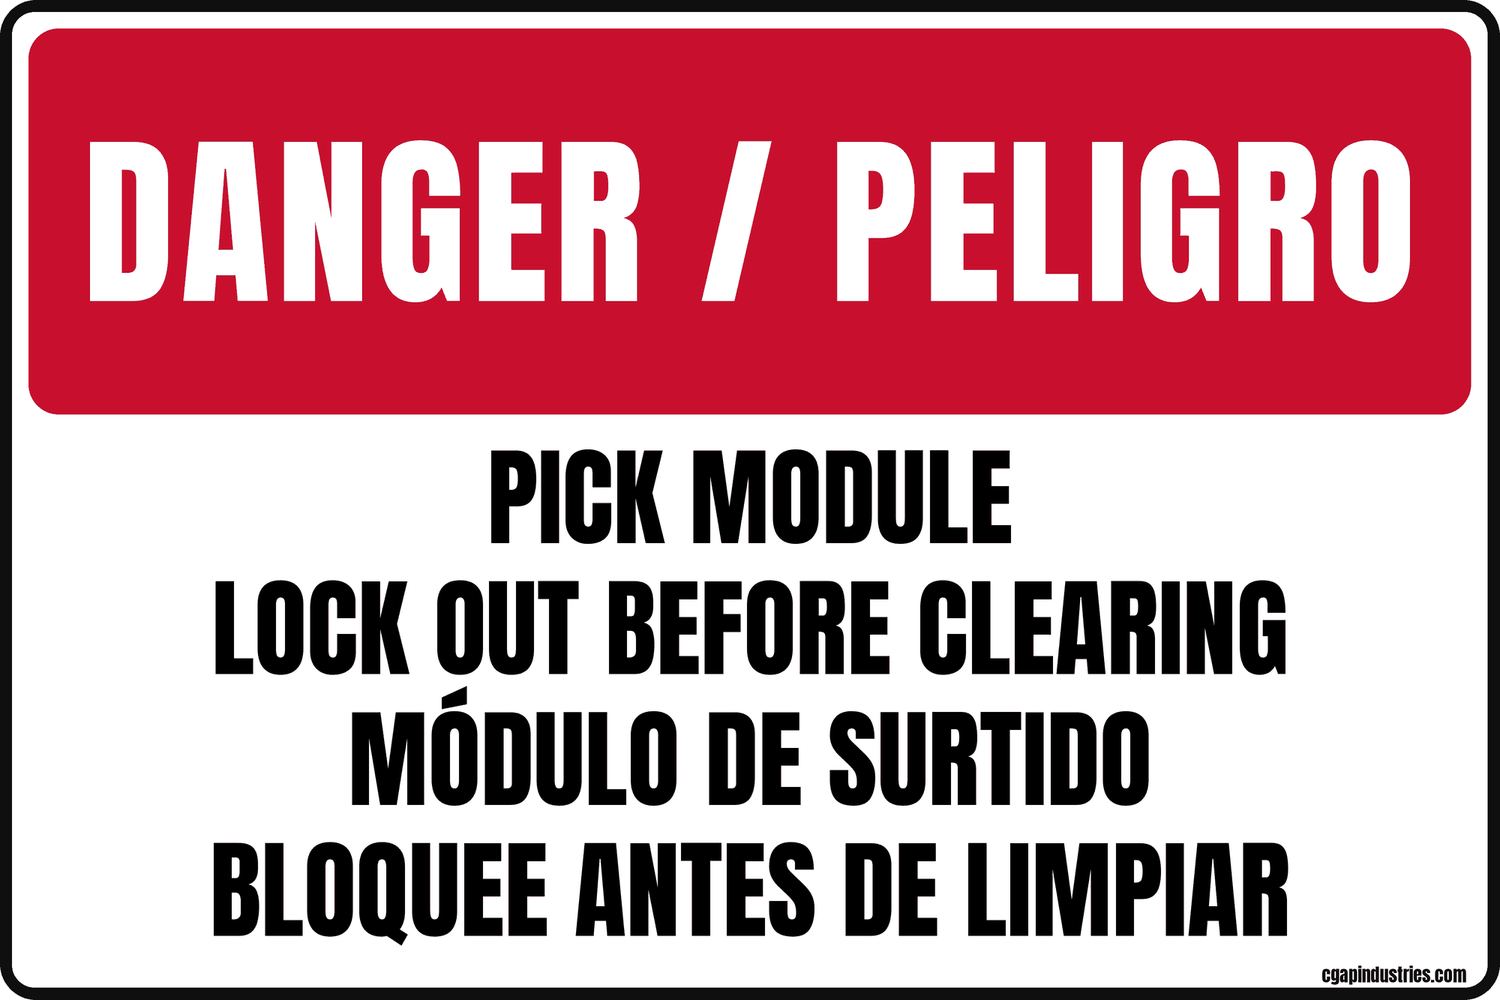 DANGER / PELIGRO
PICK MODULE
LOCK OUT BEFORE CLEARING
MÓDULO DE SURTIDO
BLOQUEE ANTES DE LIMPIAR
cgapindustries.com